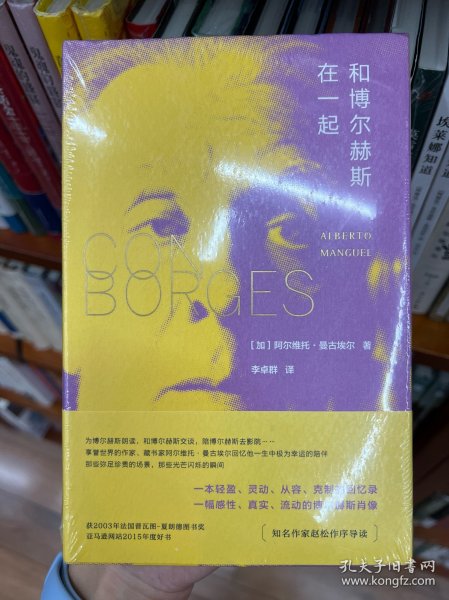 和博尔赫斯
在一起
ALBERTO
MANGUEL
CON
BORGES
[加] 阿尔维托·曼古埃尔 著
李卓群 译
为博尔赫斯朗读，和博尔赫斯交谈，陪博尔赫斯去影院……
享誉世界的作家、藏书家阿尔维托·曼古埃尔回忆他一生中极为幸运的陪伴
那些弥足珍贵的场景，那些光芒闪烁的瞬间
一本轻盈、灵动、从容、克制的回忆录
一幅感性、真实、流动的博尔赫斯肖像
获2003年法国普瓦图-夏朗德图书奖
亚马逊网站2015年度好书
[知名作家赵松作序导读]
埃莱娜知道
孔夫子旧书网
www.kongfz.com